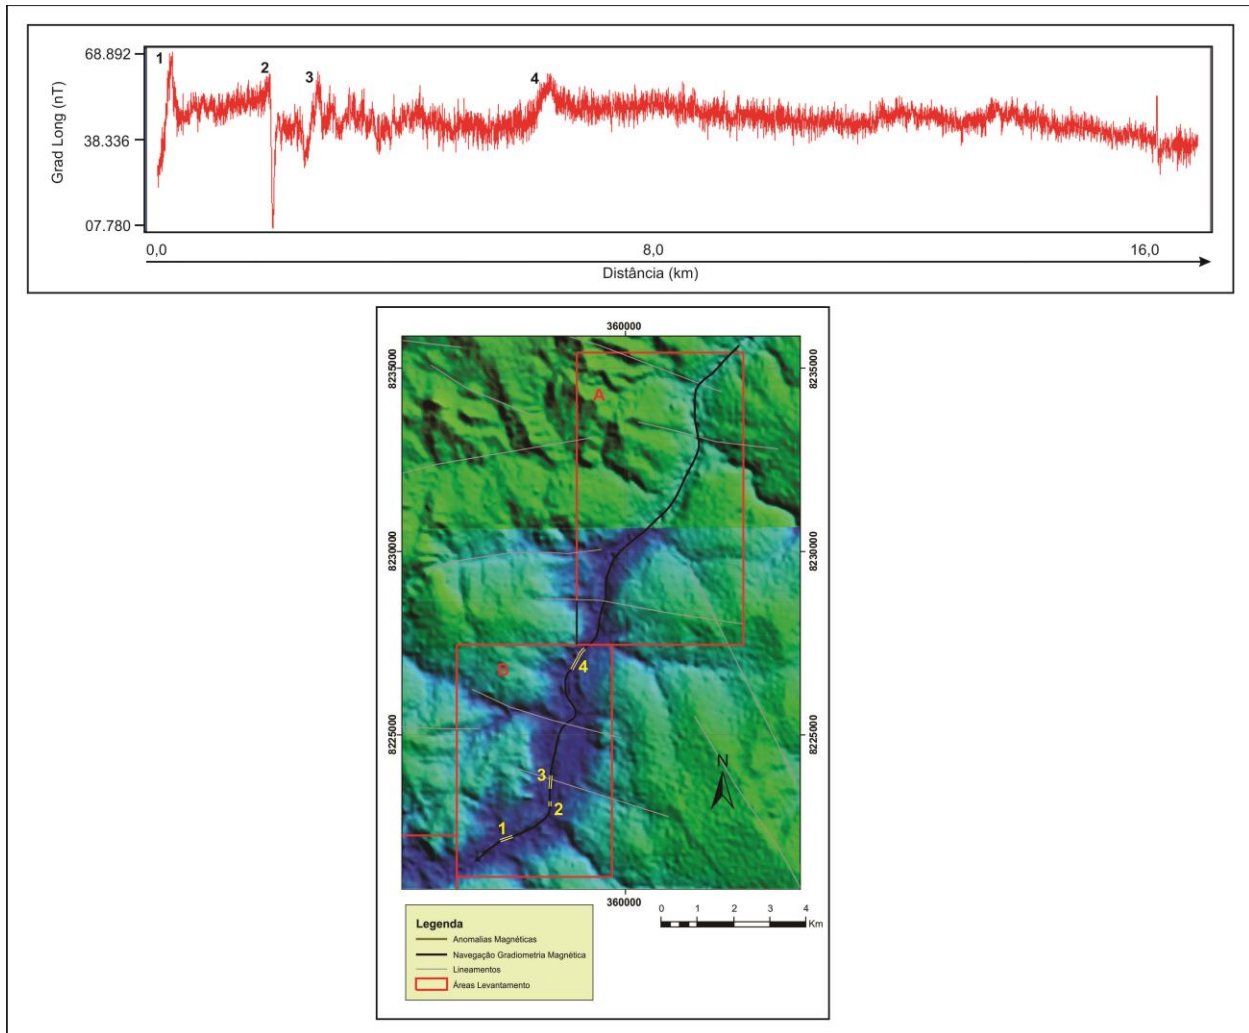 68.892
38.336
07.780
Grad Long (nT)
1
2
3
4
0,0
8,0
16,0
Distância (km)
360000
8235000
8235000
A
8230000
8230000
4
B
8225000
8225000
N
3
2
1
360000
Legenda
Anomalias Magnéticas
Navegação Gradiometria Magnética
Lineamentos
Áreas Levantamento
0 1 2 3 4
Km